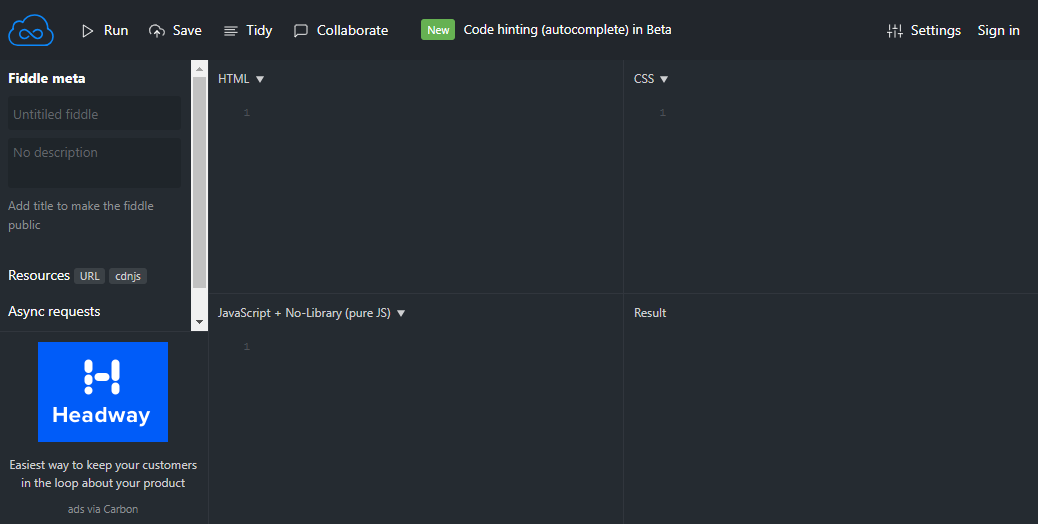 Run Save Tidy Collaborate New Code hinting (autocomplete) in Beta Settings Sign in
Fiddle meta
Untitiled fiddle
No description
Add title to make the fiddle
public
Resources URL cdnjs
Async requests
Headway
Easiest way to keep your customers
in the loop about your product
ads via Carbon
HTML
1
CSS
1
JavaScript + No-Library (pure JS)
1
Result